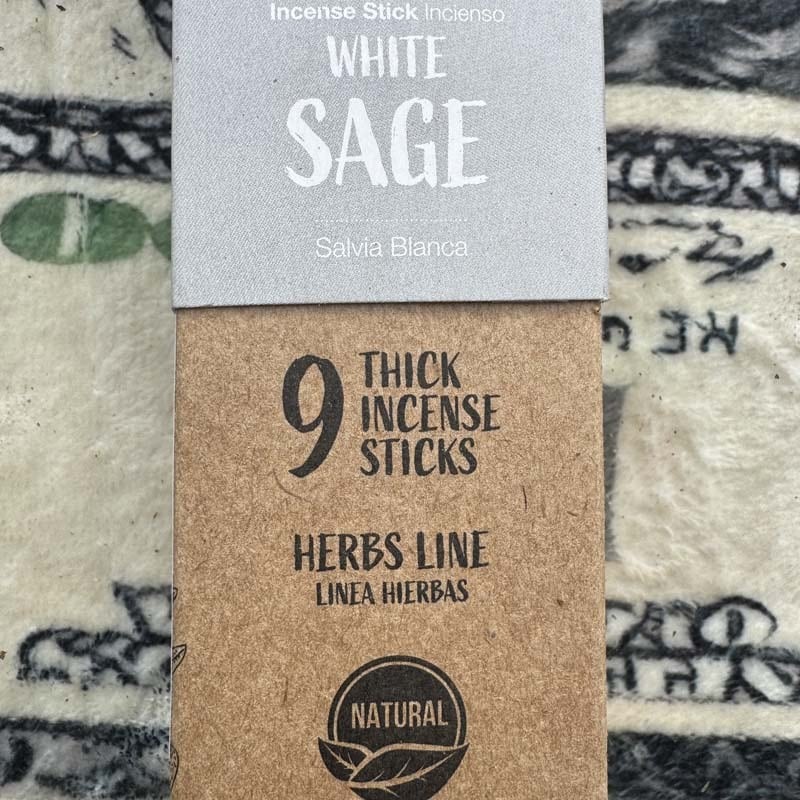 Incense Stick Incienso
WHITE
SAGE
Salvia Blanca
9 THICK
INCENSE
STICKS
HERBS LINE
LINEA HIERBAS
NATURAL